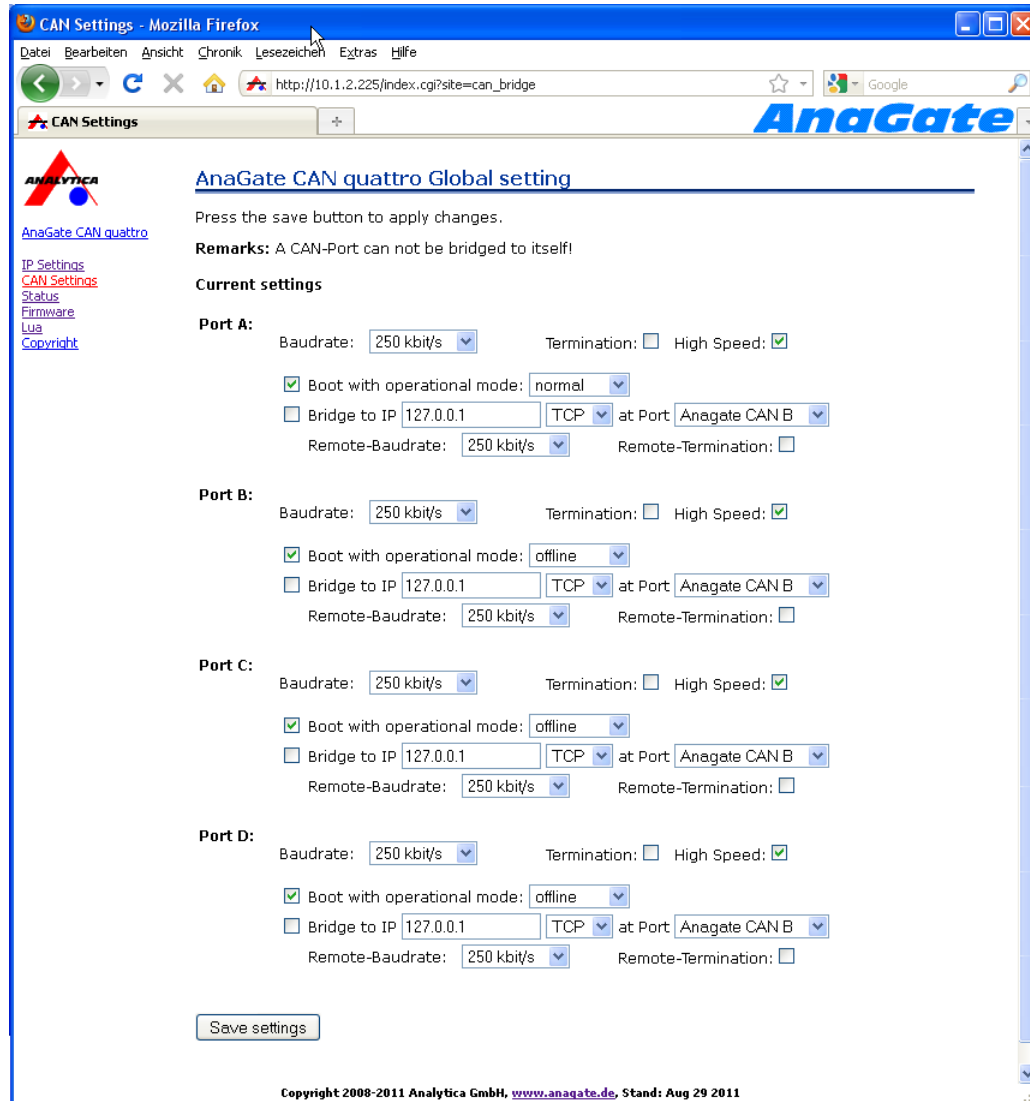 CAN Settings - Mozilla Firefox
Datei Bearbeiten Ansicht Chronik Lesezeichen Extras Hilfe
http://10.1.2.225/index.cgi?site=can_bridge
Google
CAN Settings
AnaGate
ANALYTICA
AnaGate CAN quattro
IP Settings
CAN Settings
Status
Firmware
Lua
Copyright
AnaGate CAN quattro Global setting
Press the save button to apply changes.
Remarks: A CAN-Port can not be bridged to itself!
Current settings
Port A:
Baudrate: 250 kbit/s Termination: High Speed:
Boot with operational mode: normal
Bridge to IP 127.0.0.1 TCP at Port Anagate CAN B
Remote-Baudrate: 250 kbit/s Remote-Termination:
Port B:
Baudrate: 250 kbit/s Termination: High Speed:
Boot with operational mode: offline
Bridge to IP 127.0.0.1 TCP at Port Anagate CAN B
Remote-Baudrate: 250 kbit/s Remote-Termination:
Port C:
Baudrate: 250 kbit/s Termination: High Speed:
Boot with operational mode: offline
Bridge to IP 127.0.0.1 TCP at Port Anagate CAN B
Remote-Baudrate: 250 kbit/s Remote-Termination:
Port D:
Baudrate: 250 kbit/s Termination: High Speed:
Boot with operational mode: offline
Bridge to IP 127.0.0.1 TCP at Port Anagate CAN B
Remote-Baudrate: 250 kbit/s Remote-Termination:
Save settings
Copyright 2008-2011 Analytica GmbH, www.anagate.de, Stand: Aug 29 2011